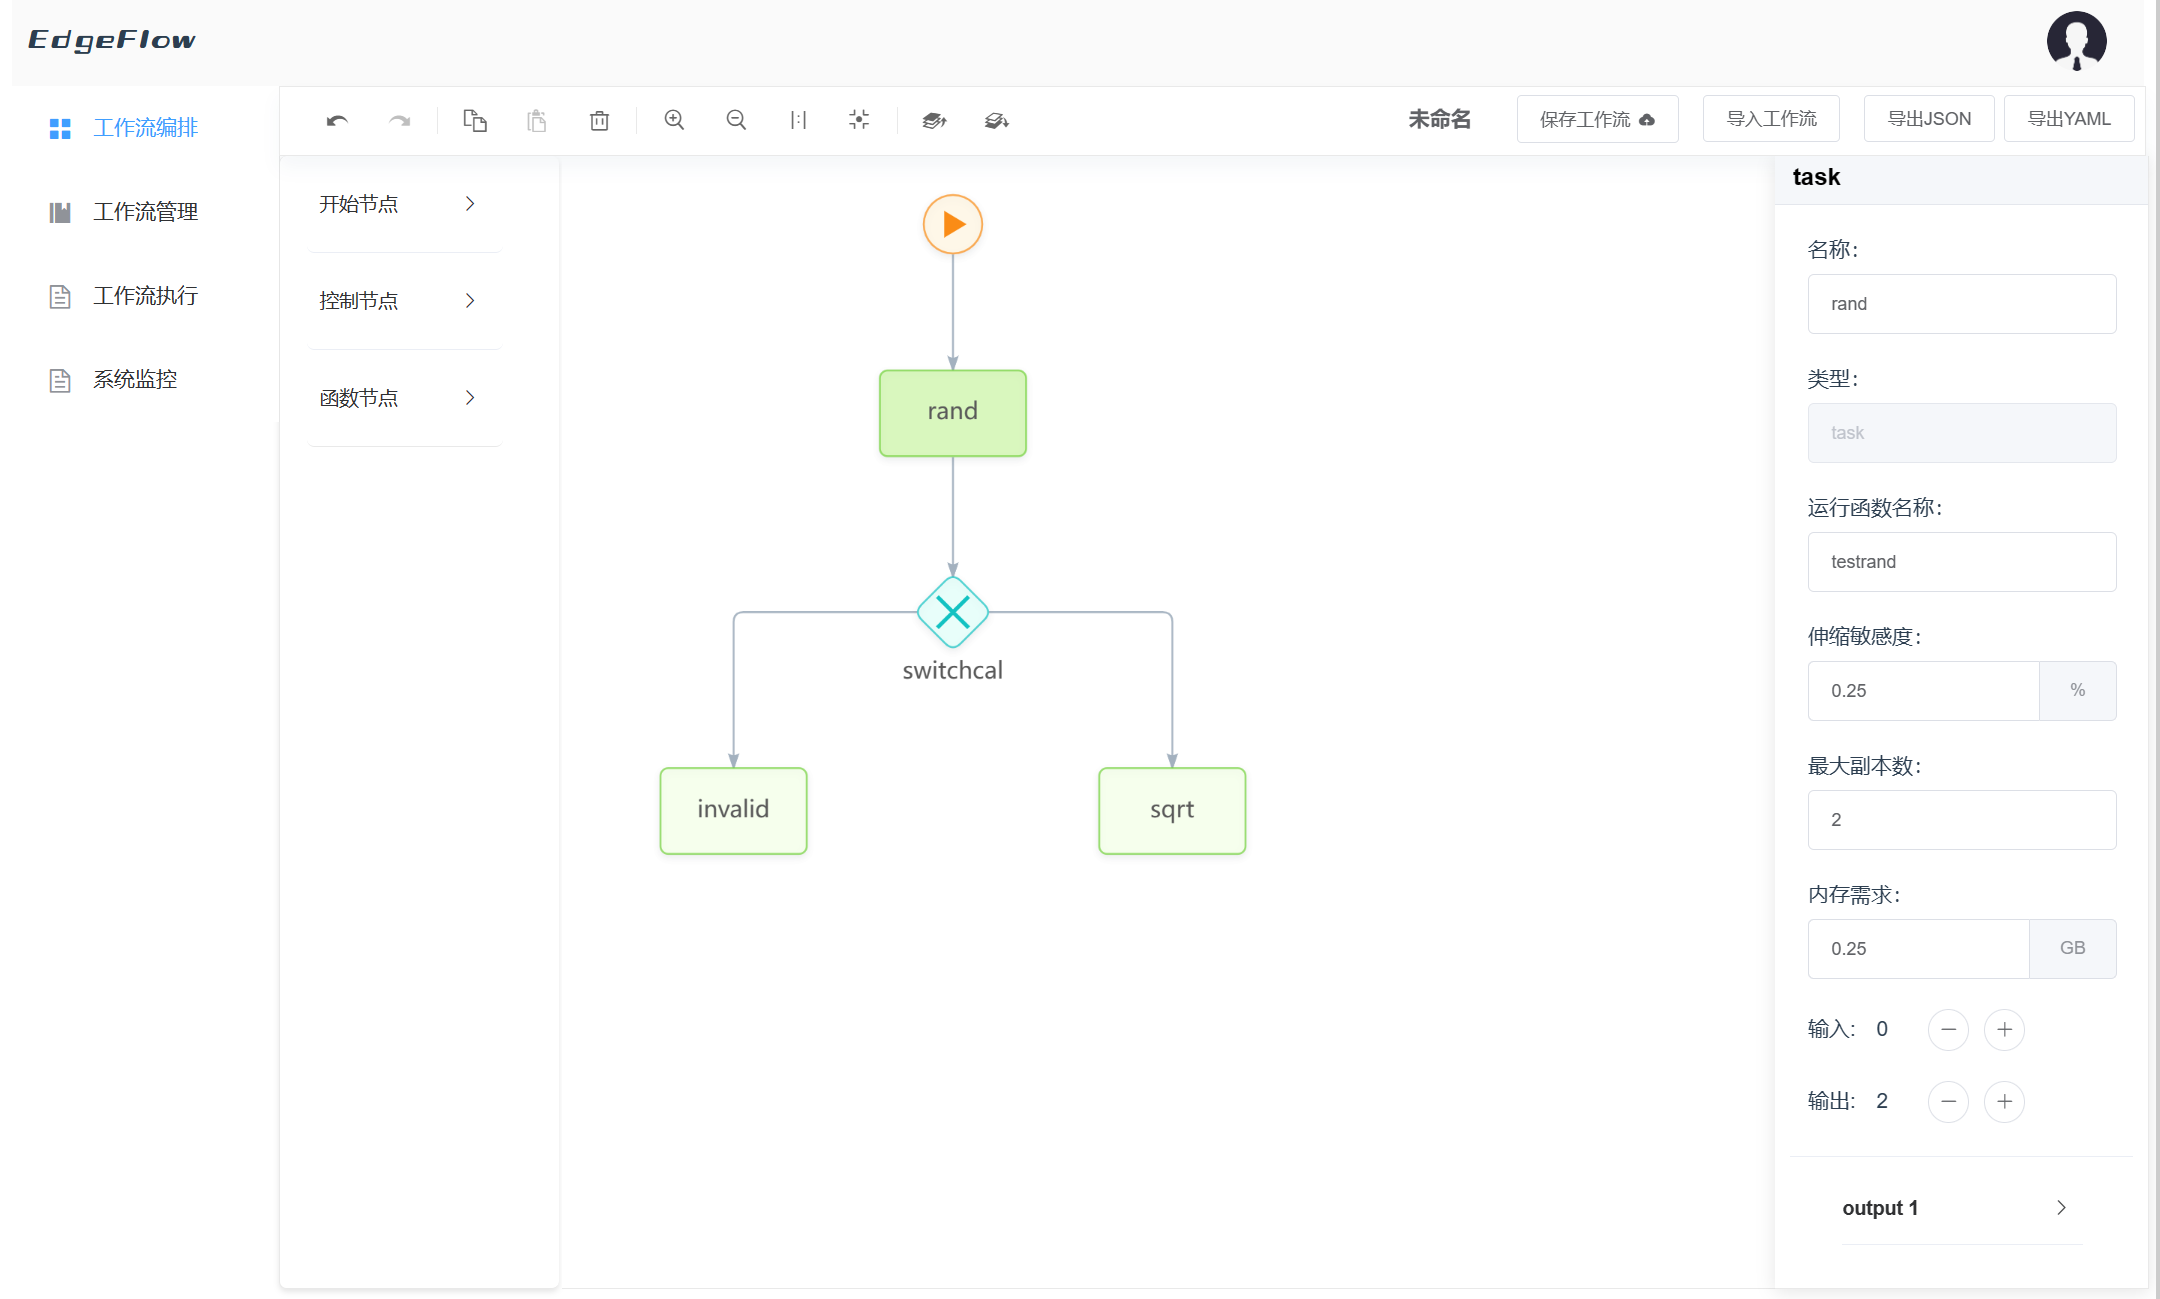 EdgeFlow
工作流编排
工作流管理
工作流执行
系统监控
未命名
保存工作流
导入工作流
导出JSON
导出YAML
开始节点
控制节点
函数节点
rand
switchcal
invalid
sqrt
task
名称：
rand
类型：
task
运行函数名称：
testrand
伸缩敏感度：
0.25 %
最大副本数：
2
内存需求：
0.25 GB
输入： 0
输出： 2
output 1